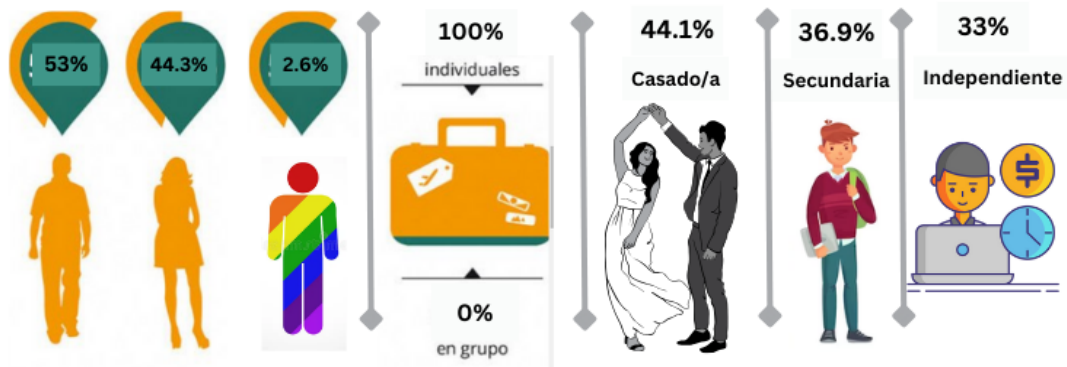 53%
44.3%
2.6%
100%
individuales
0%
en grupo
44.1%
Casado/a
36.9%
Secundaria
33%
Independiente